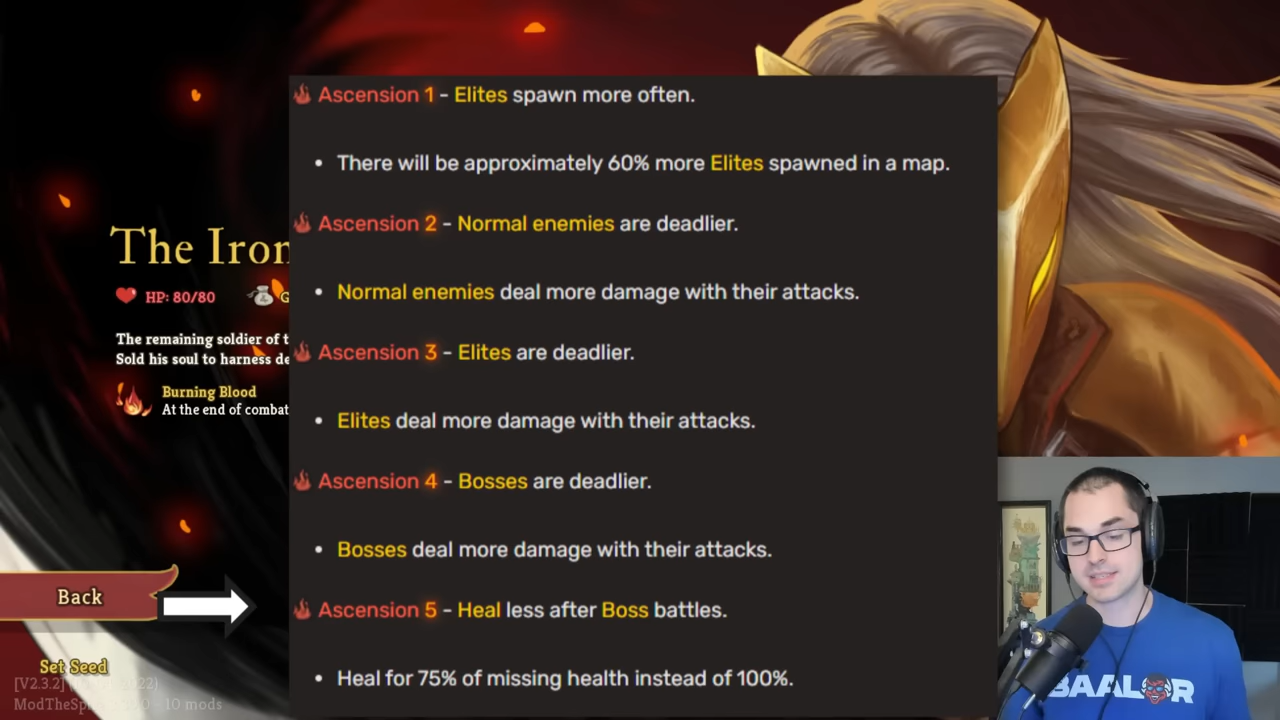 Ascension 1 - Elites spawn more often.
• There will be approximately 60% more Elites spawned in a map.
Ascension 2 - Normal enemies are deadlier.
• Normal enemies deal more damage with their attacks.
Ascension 3 - Elites are deadlier.
• Elites deal more damage with their attacks.
Ascension 4 - Bosses are deadlier.
• Bosses deal more damage with their attacks.
Ascension 5 - Heal less after Boss battles.
• Heal for 75% of missing health instead of 100%.
The Iron
HP: 80/80
G
The remaining soldier of t
Sold his soul to harness de
Burning Blood
At the end of combat
Back
Set Seed
[V2.3.2] 2022)
10 mods
BAALOR